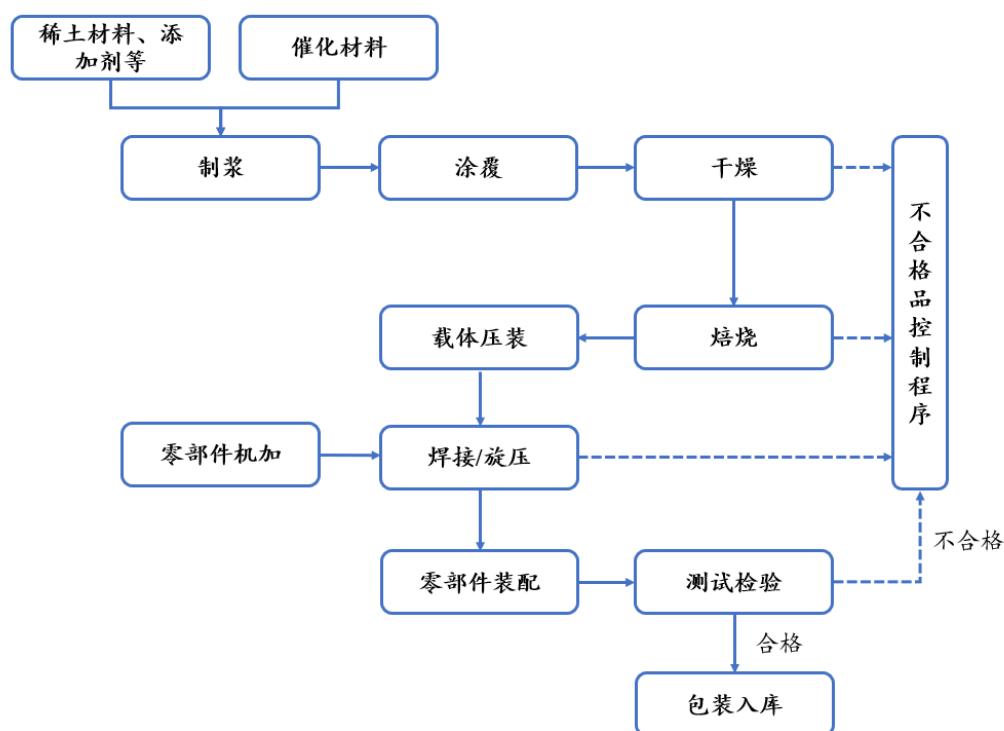 稀土材料、添
加剂等
催化材料
制浆
涂覆
干燥
不合格品控制程序
载体压装
焙烧
零部件机加
焊接/旋压
不合格
零部件装配
测试检验
合格
包装入库